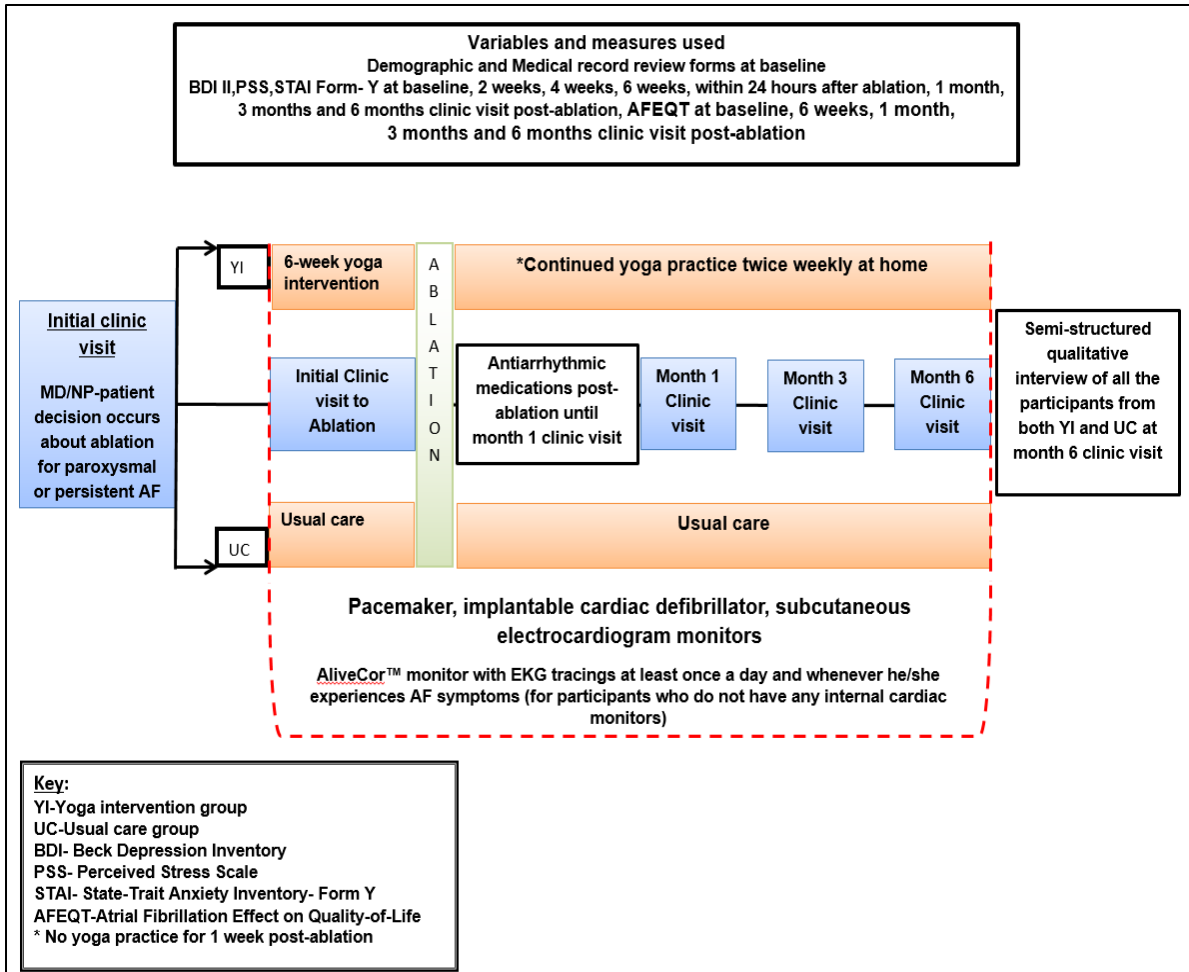 Variables and measures used
Demographic and Medical record review forms at baseline
BDI II,PSS,STAI Form- Y at baseline, 2 weeks, 4 weeks, 6 weeks, within 24 hours after ablation, 1 month,
3 months and 6 months clinic visit post-ablation, AFEQT at baseline, 6 weeks, 1 month,
3 months and 6 months clinic visit post-ablation
YI
6-week yoga
intervention
A
B
L
A
T
I
O
N
*Continued yoga practice twice weekly at home
Initial clinic
visit
MD/NP-patient
decision occurs
about ablation
for paroxysmal
or persistent AF
Initial Clinic
visit to
Ablation
Antiarrhythmic
medications post-
ablation until
month 1 clinic visit
Month 1
Clinic
visit
Month 3
Clinic
visit
Month 6
Clinic
visit
Semi-structured
qualitative
interview of all the
participants from
both YI and UC at
month 6 clinic visit
UC
Usual care
Usual care
Pacemaker, implantable cardiac defibrillator, subcutaneous
electrocardiogram monitors
AliveCor™ monitor with EKG tracings at least once a day and whenever he/she
experiences AF symptoms (for participants who do not have any internal cardiac
monitors)
Key:
YI-Yoga intervention group
UC-Usual care group
BDI- Beck Depression Inventory
PSS- Perceived Stress Scale
STAI- State-Trait Anxiety Inventory- Form Y
AFEQT-Atrial Fibrillation Effect on Quality-of-Life
* No yoga practice for 1 week post-ablation